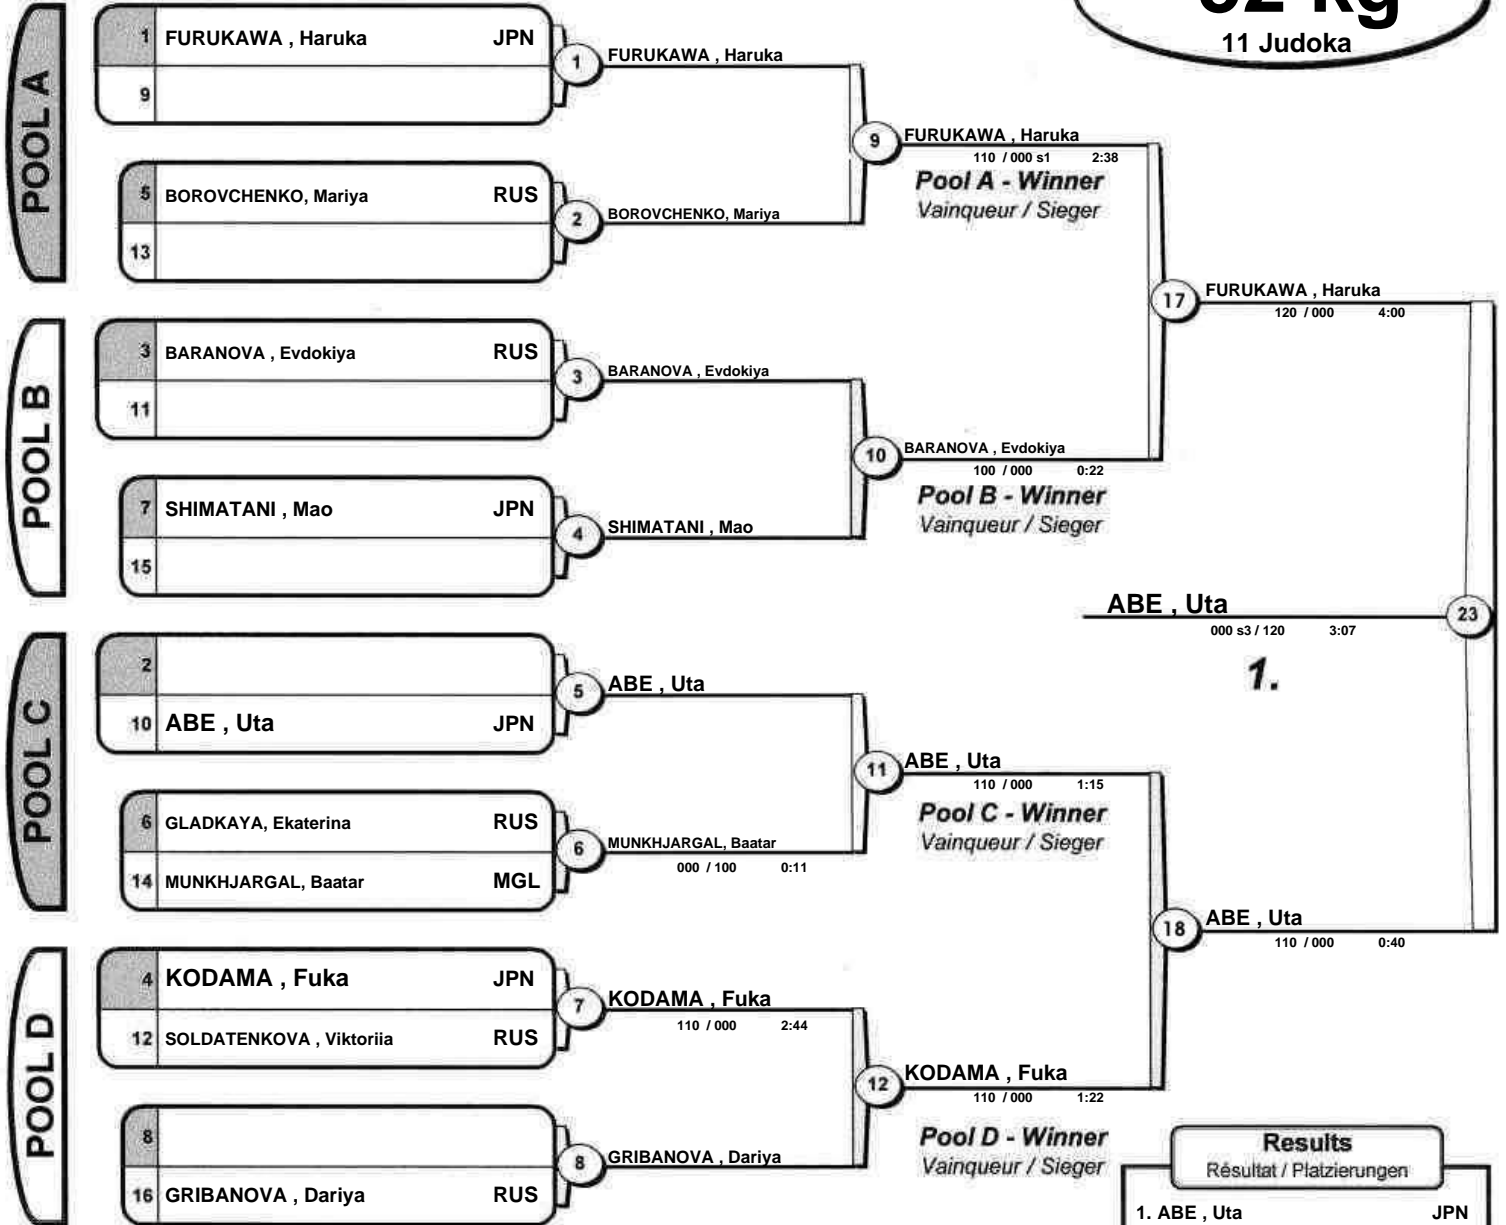 52 kg
11 Judoka
POOL A
1 FURUKAWA , Haruka JPN
9
1 FURUKAWA , Haruka
5 BOROVCHENKO, Mariya RUS
13
2 BOROVCHENKO, Mariya
9 FURUKAWA , Haruka
110 / 000 s1 2:38
Pool A - Winner
Vainqueur / Sieger
POOL B
3 BARANOVA , Evdokiya RUS
11
3 BARANOVA , Evdokiya
7 SHIMATANI , Mao JPN
15
4 SHIMATANI , Mao
10 BARANOVA , Evdokiya
100 / 000 0:22
Pool B - Winner
Vainqueur / Sieger
17 FURUKAWA , Haruka
120 / 000 4:00
POOL C
2
10 ABE , Uta JPN
5 ABE , Uta
6 GLADKAYA, Ekaterina RUS
14 MUNKHJARGAL, Baatar MGL
6 MUNKHJARGAL, Baatar
000 / 100 0:11
11 ABE , Uta
110 / 000 1:15
Pool C - Winner
Vainqueur / Sieger
POOL D
4 KODAMA , Fuka JPN
12 SOLDATENKOVA , Viktoriia RUS
7 KODAMA , Fuka
110 / 000 2:44
8
16 GRIBANOVA , Dariya RUS
8 GRIBANOVA , Dariya
12 KODAMA , Fuka
110 / 000 1:22
Pool D - Winner
Vainqueur / Sieger
18 ABE , Uta
110 / 000 0:40
ABE , Uta 23
000 s3 / 120 3:07
1.
Results
Résultat / Platzierungen
1. ABE , Uta JPN